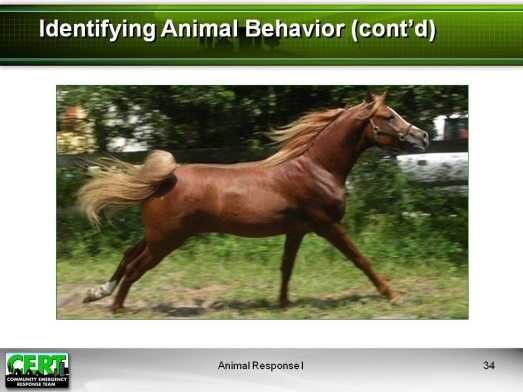 Identifying Animal Behavior (cont'd)
CERT
COMMUNITY EMERGENCY
RESPONSE TEAM
Animal Response I
34